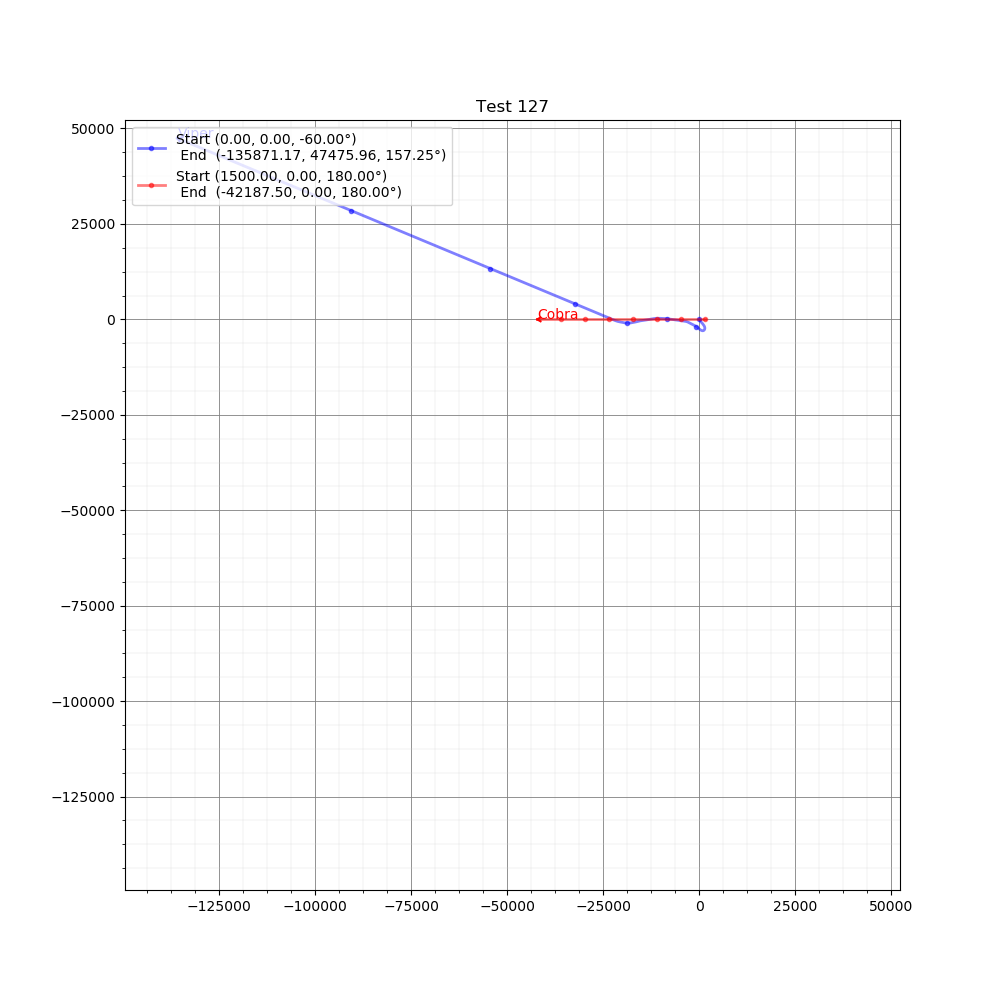 Test 127
Viper
Start (0.00, 0.00, -60.00°)
End (-135871.17, 47475.96, 157.25°)
Start (1500.00, 0.00, 180.00°)
End (-42187.50, 0.00, 180.00°)
Cobra
50000
25000
0
−25000
−50000
−75000
−100000
−125000
−125000 −100000 −75000 −50000 −25000 0 25000 50000